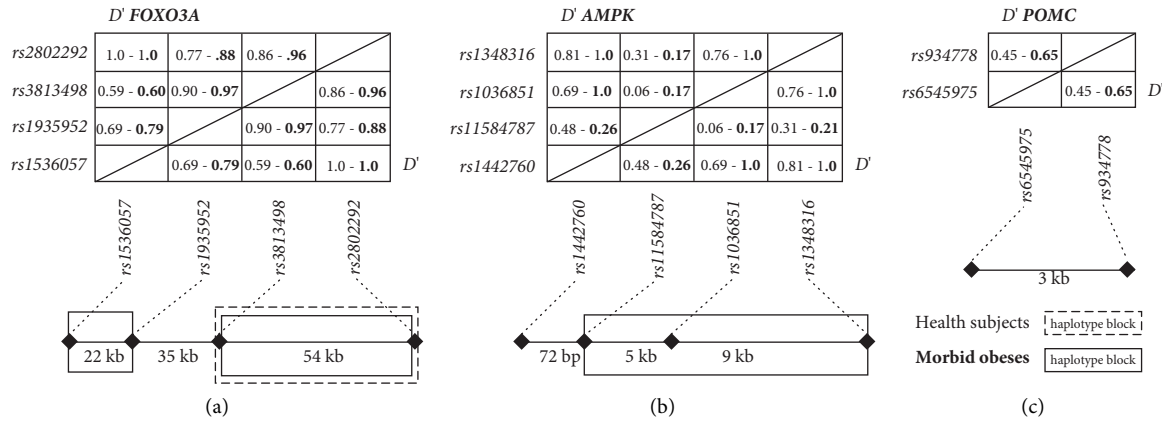 D' FOXO3A
rs2802292 1.0 - 1.0 0.77 - .88 0.86 - .96
rs3813498 0.59 - 0.60 0.90 - 0.97 0.86 - 0.96
rs1935952 0.69 - 0.79 0.90 - 0.97 0.77 - 0.88
rs1536057 0.69 - 0.79 0.59 - 0.60 1.0 - 1.0 D'
rs1536057 rs1935952 rs3813498 rs2802292
22 kb 35 kb 54 kb
(a)
D' AMPK
rs1348316 0.81 - 1.0 0.31 - 0.17 0.76 - 1.0
rs1036851 0.69 - 1.0 0.06 - 0.17 0.76 - 1.0
rs11584787 0.48 - 0.26 0.06 - 0.17 0.31 - 0.21
rs1442760 0.48 - 0.26 0.69 - 1.0 0.81 - 1.0 D'
rs1442760 rs11584787 rs1036851 rs1348316
72 bp 5 kb 9 kb
(b)
D' POMC
rs934778 0.45 - 0.65
rs6545975 0.45 - 0.65 D'
rs6545975 rs934778
3 kb
Health subjects haplotype block
Morbid obeses haplotype block
(c)